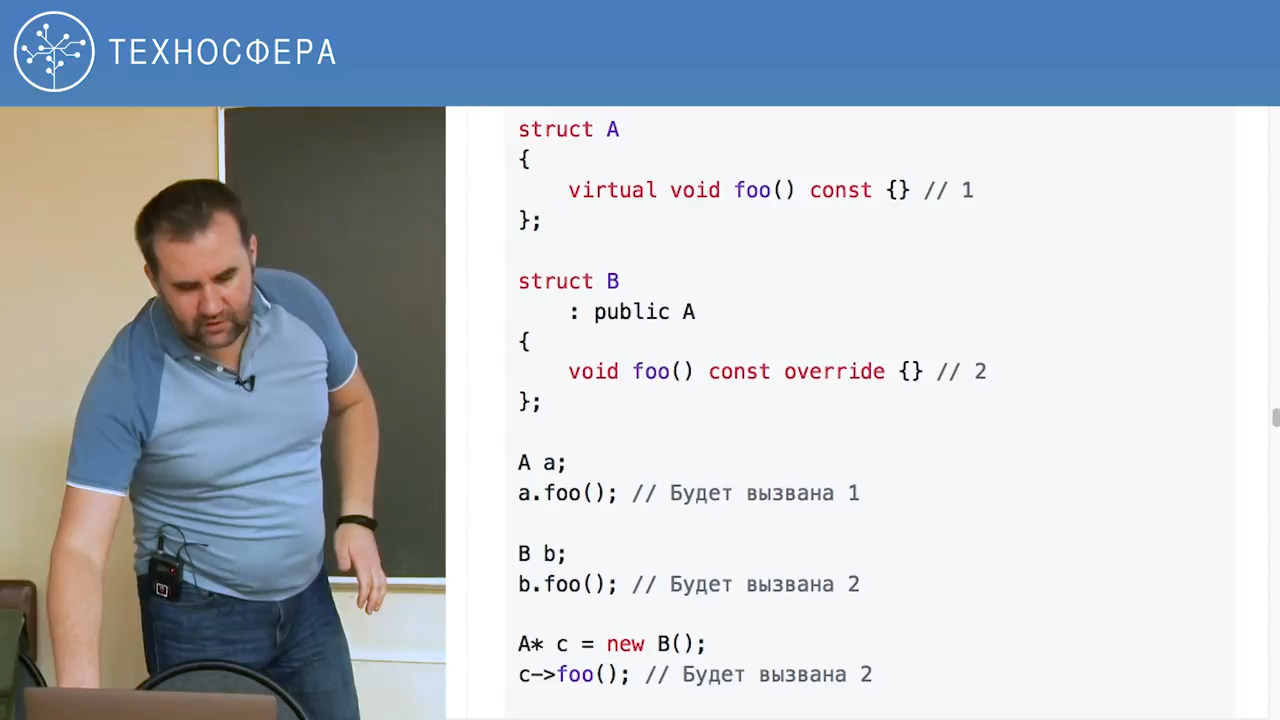 ТЕХНОСФЕРА
struct A
{
    virtual void foo() const {} // 1
};
struct B
    : public A
{
    void foo() const override {} // 2
};
A a;
a.foo(); // Будет вызвана 1
B b;
b.foo(); // Будет вызвана 2
A* c = new B();
c->foo(); // Будет вызвана 2